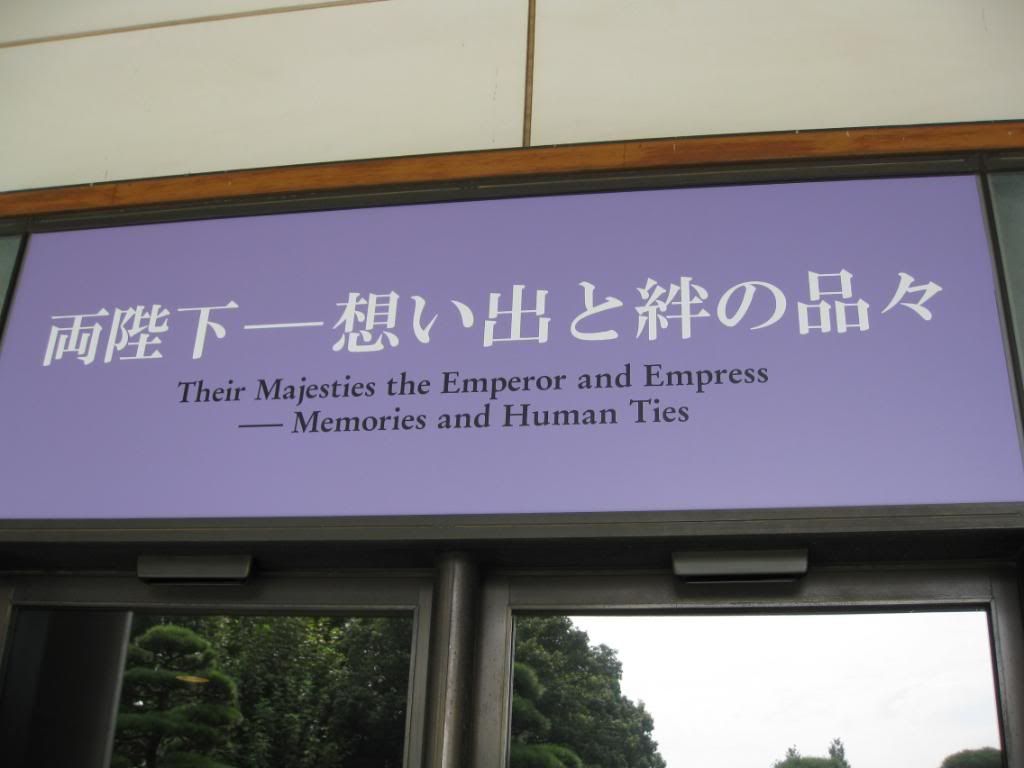 両陛下―想い出と絆の品々
Their Majesties the Emperor and Empress
— Memories and Human Ties